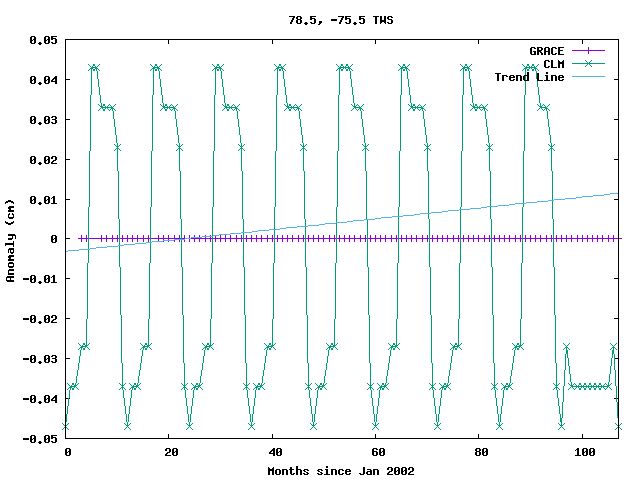 78.5, -75.5 TWS
GRACE
CLM
Trend Line
0.05
0.04
0.03
0.02
0.01
0
-0.01
-0.02
-0.03
-0.04
-0.05
Anomaly (cm)
0 20 40 60 80 100
Months since Jan 2002